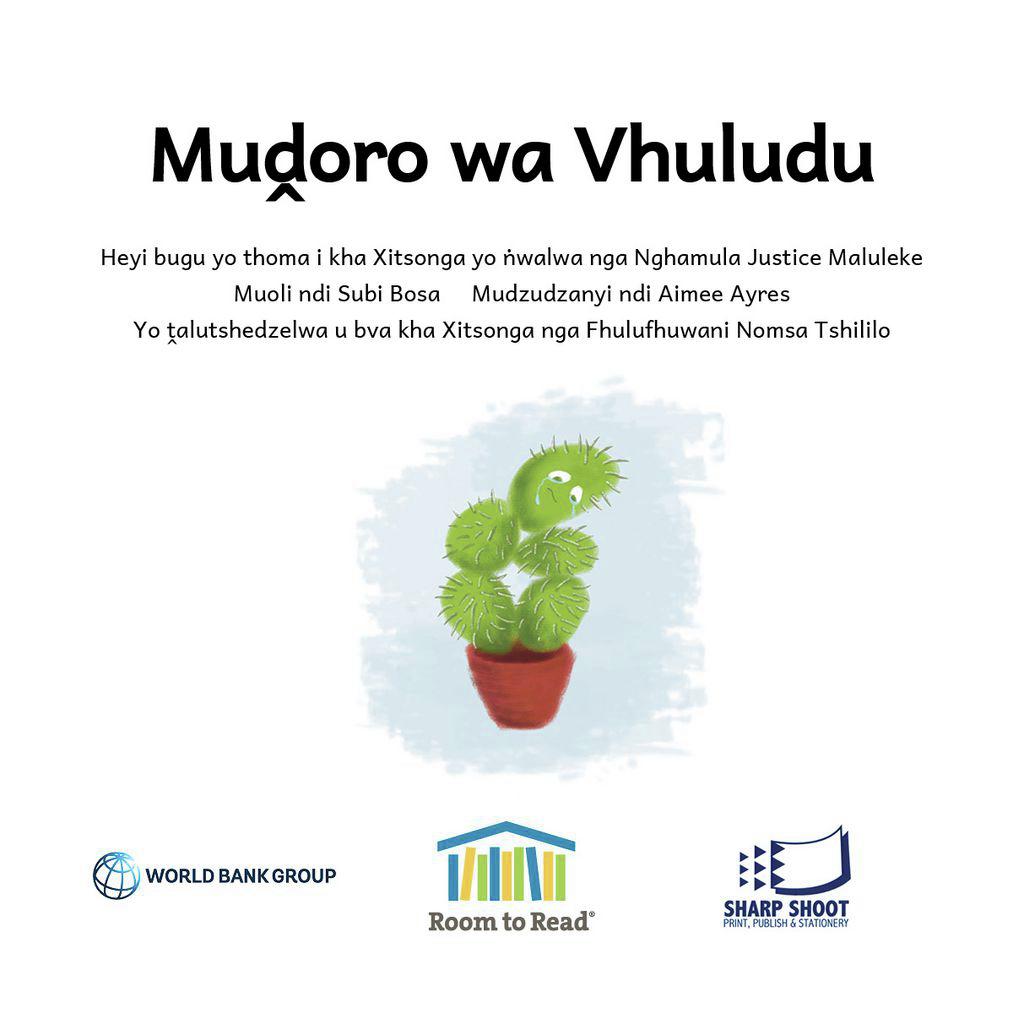 Muḓoro wa Vhuludu
Heyi bugu yo thoma i kha Xitsonga yo ṅwalwa nga Nghamula Justice Maluleke
Muoli ndi Subi Bosa Mudzudzanyi ndi Aimee Ayres
Yo ṱalutshedzelwa u bva kha Xitsonga nga Fhulufhuwani Nomsa Tshililo
WORLD BANK GROUP
Room to Read®
SHARP SHOOT
PRINT, PUBLISH & STATIONERY